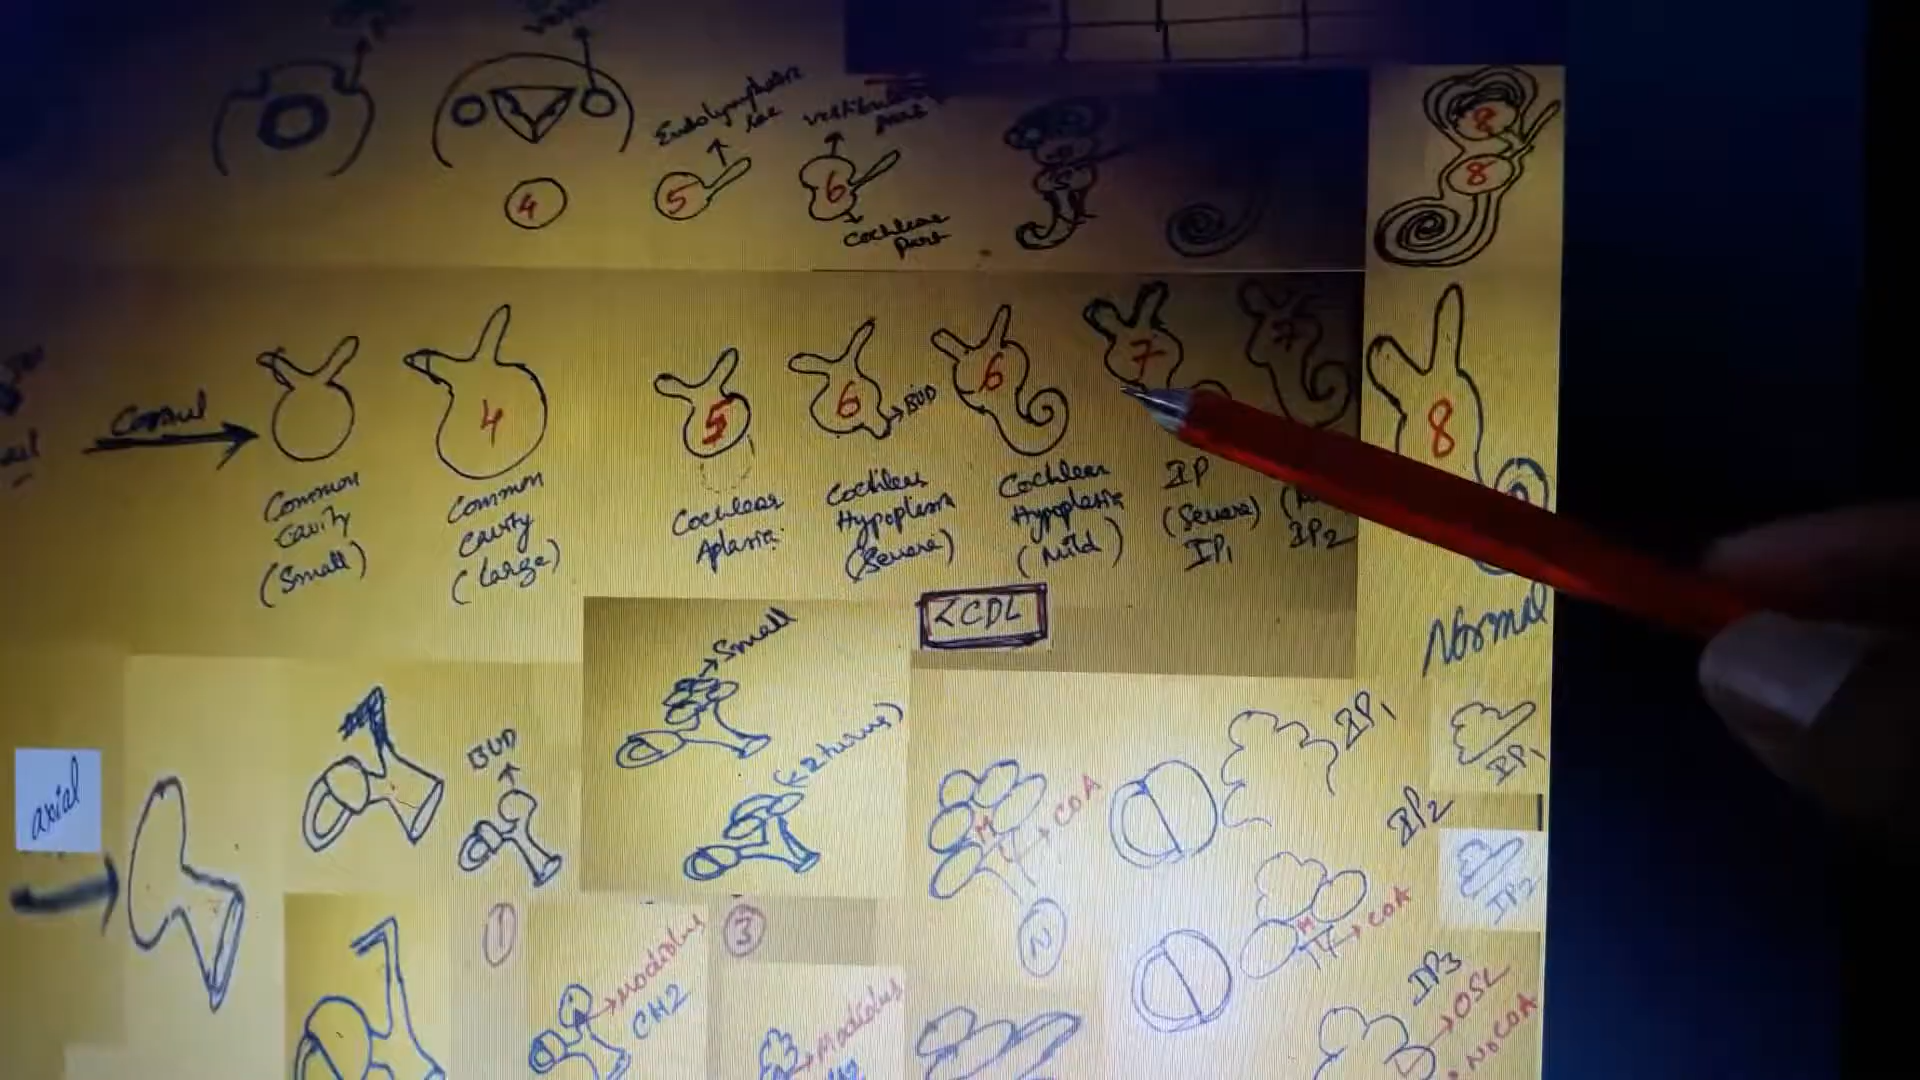 Endolymphatic
sac
Vestibular
part
8
4
5
6
8
Cochlear
part
Coronal
4
5
6
BUD
6
7
7
8
Common
cavity
(Small)
Common
cavity
(Large)
Cochlear
Aplasia
Cochlear
Hypoplasia
(Severe)
Cochlear
Hypoplasia
(Mild)
IP
(Severe)
IP1
IP2
<CDL
Normal
Small
(<2 turns)
BUD
axial
M
COA
IP1
IP1
IP2
IP2
M
COA
1
3
N
Modiolus
CH2
Modiolus
IP3
OSL
NO COA